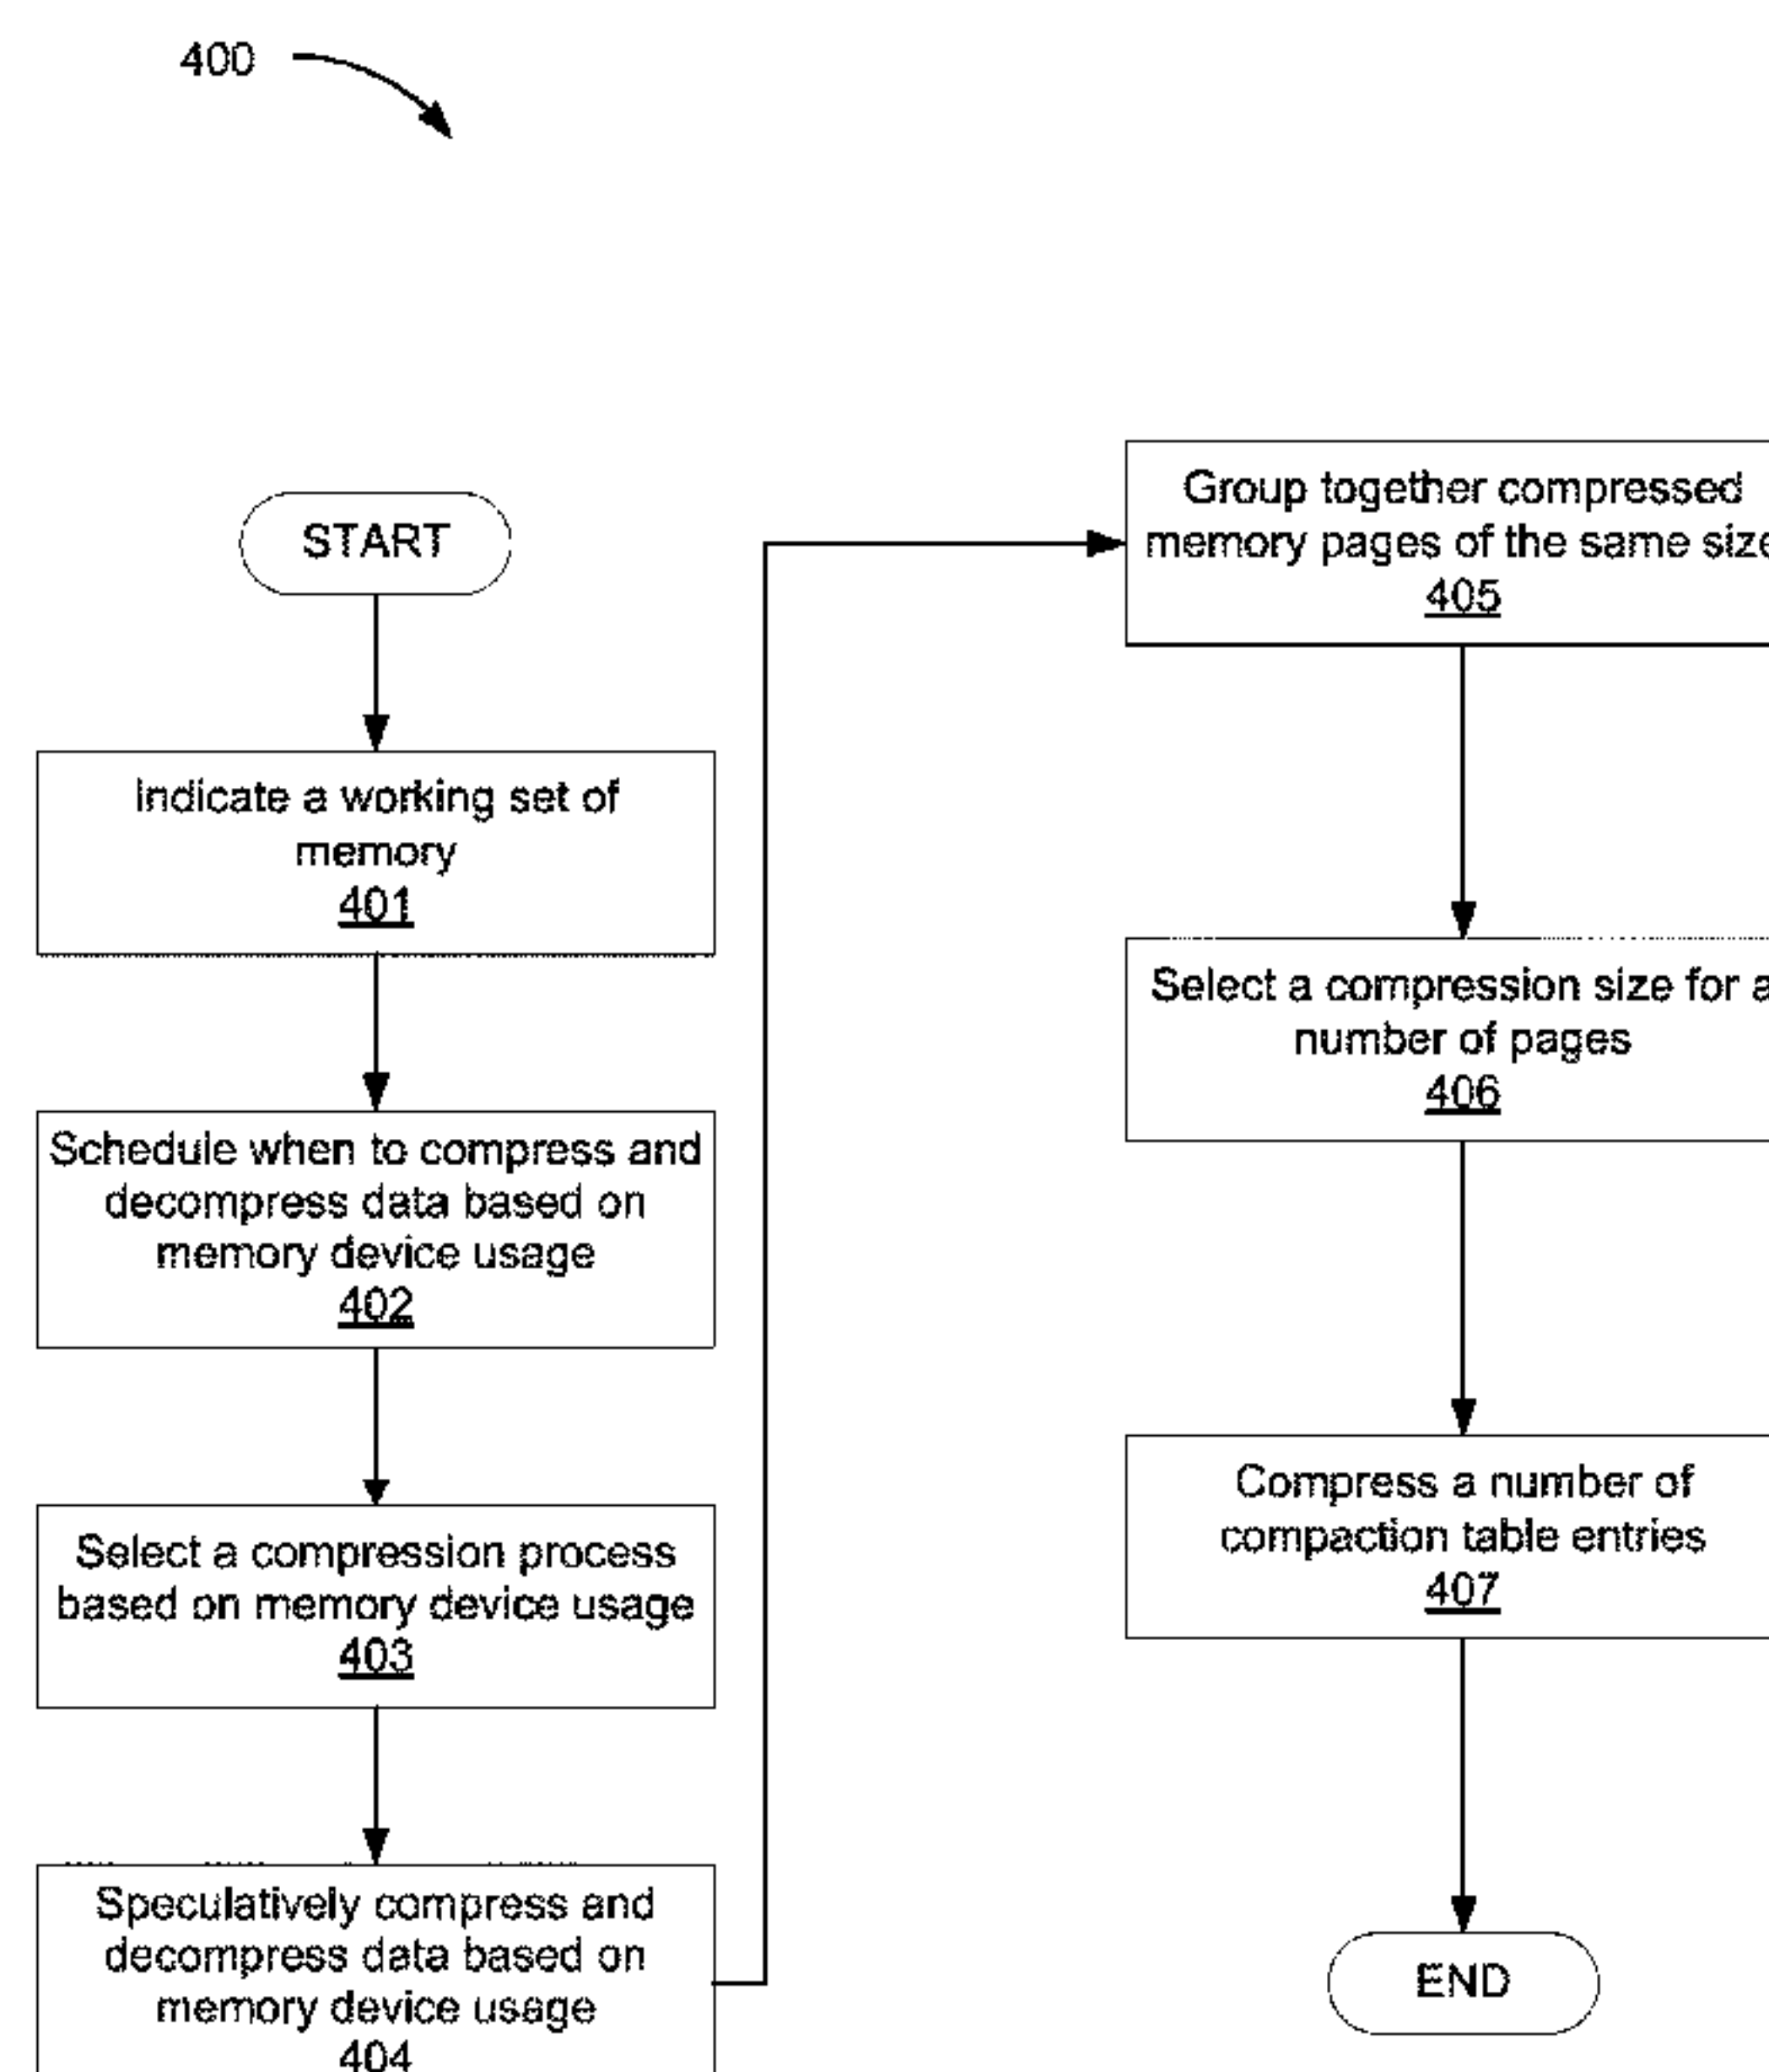 400
START
Indicate a working set of
memory
401
Schedule when to compress and
decompress data based on
memory device usage
402
Select a compression process
based on memory device usage
403
Speculatively compress and
decompress data based on
memory device usage
404
Group together compressed
memory pages of the same size
405
Select a compression size for a
number of pages
406
Compress a number of
compaction table entries
407
END